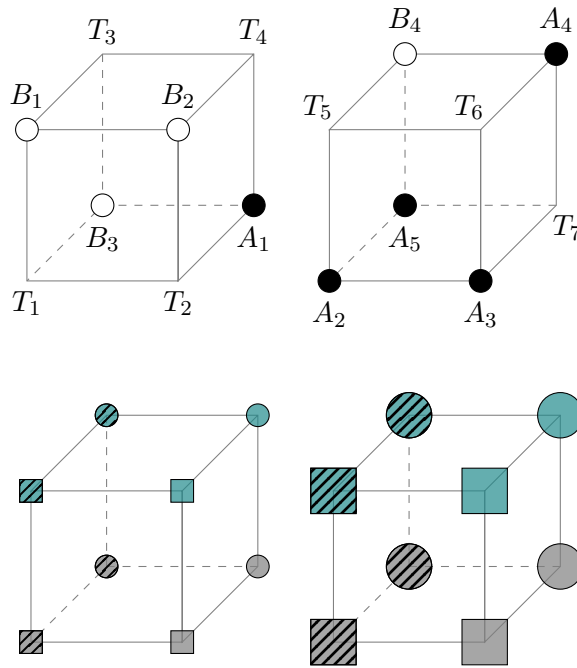 T₃ T₄ B₄ A₄
B₁ B₂ T₅ T₆
B₃ A₁ A₅ T₇
T₁ T₂ A₂ A₃